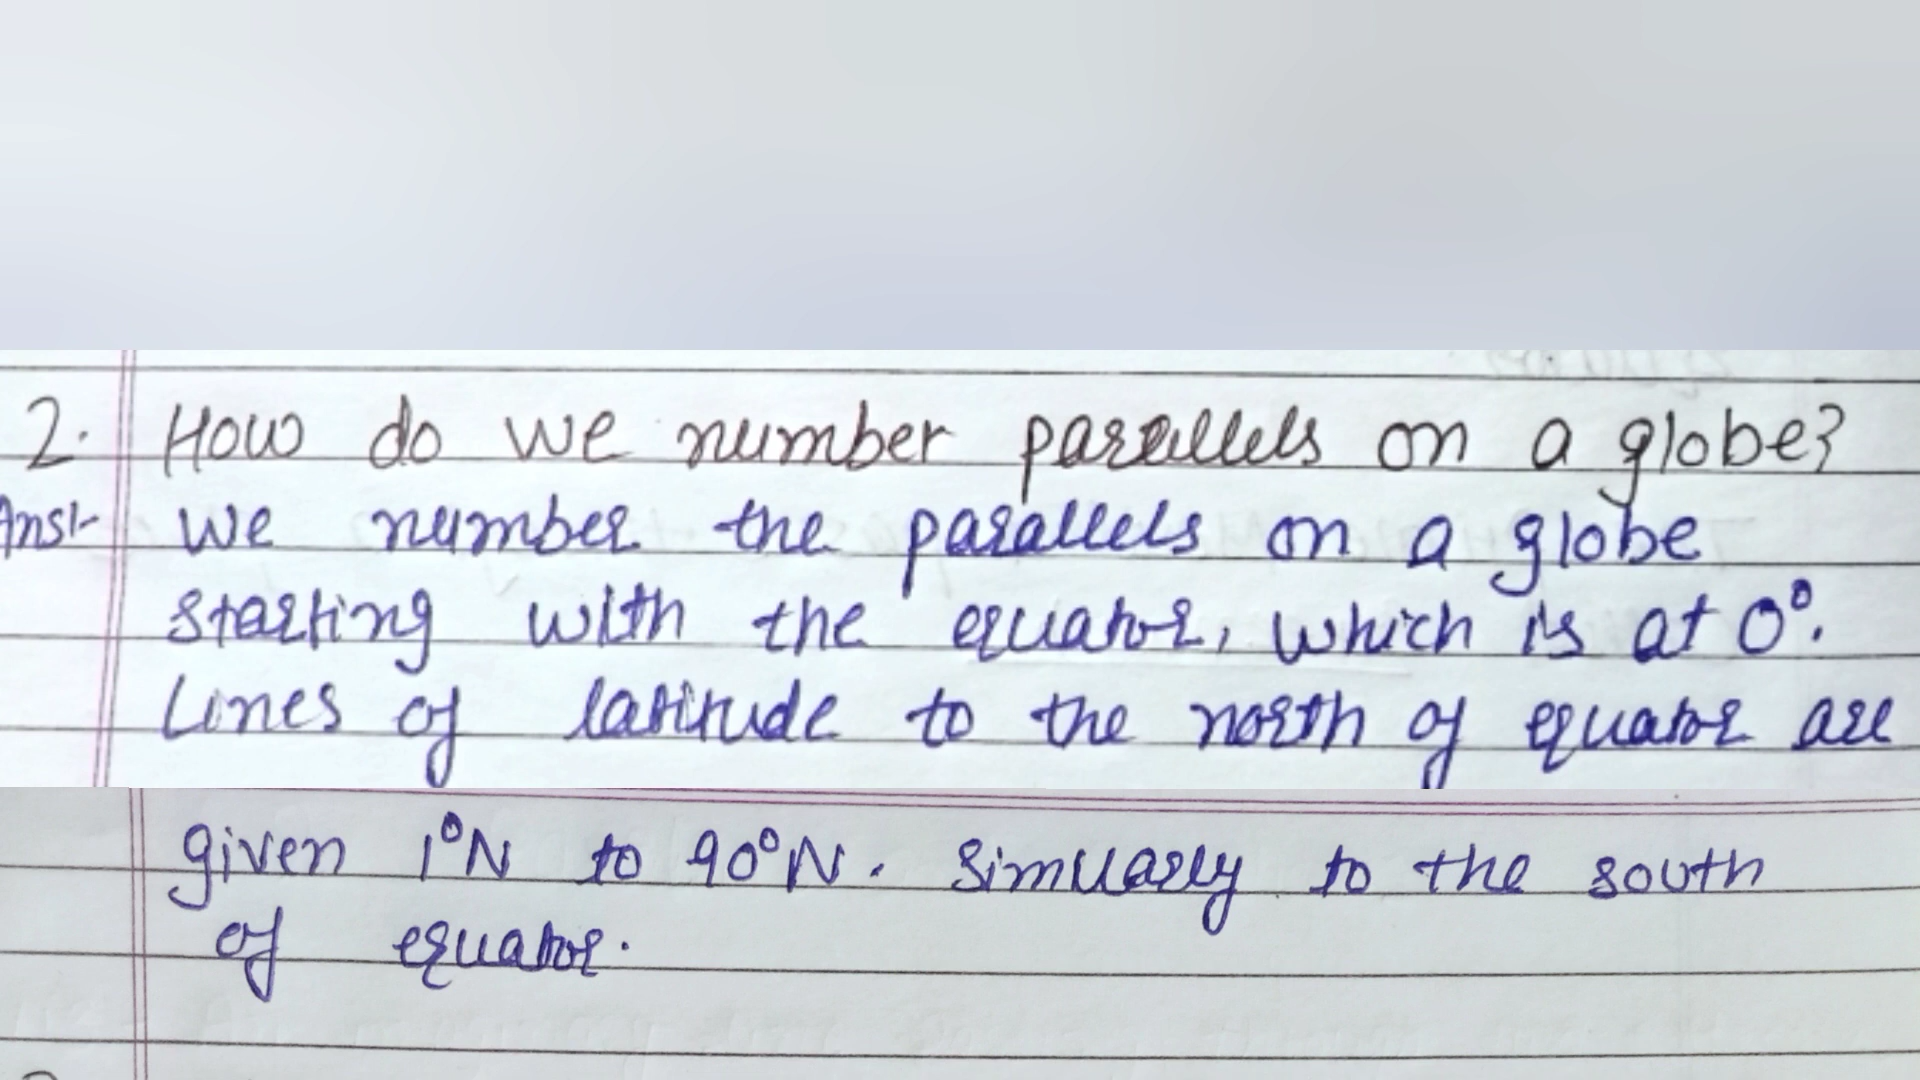 2. How do we number parallels on a globe?
Ans:- We number the parallels on a globe
starting with the equator, which is at 0°.
Lines of latitude to the north of equator are
given 1°N to 90°N. Similarly to the south
of equator.